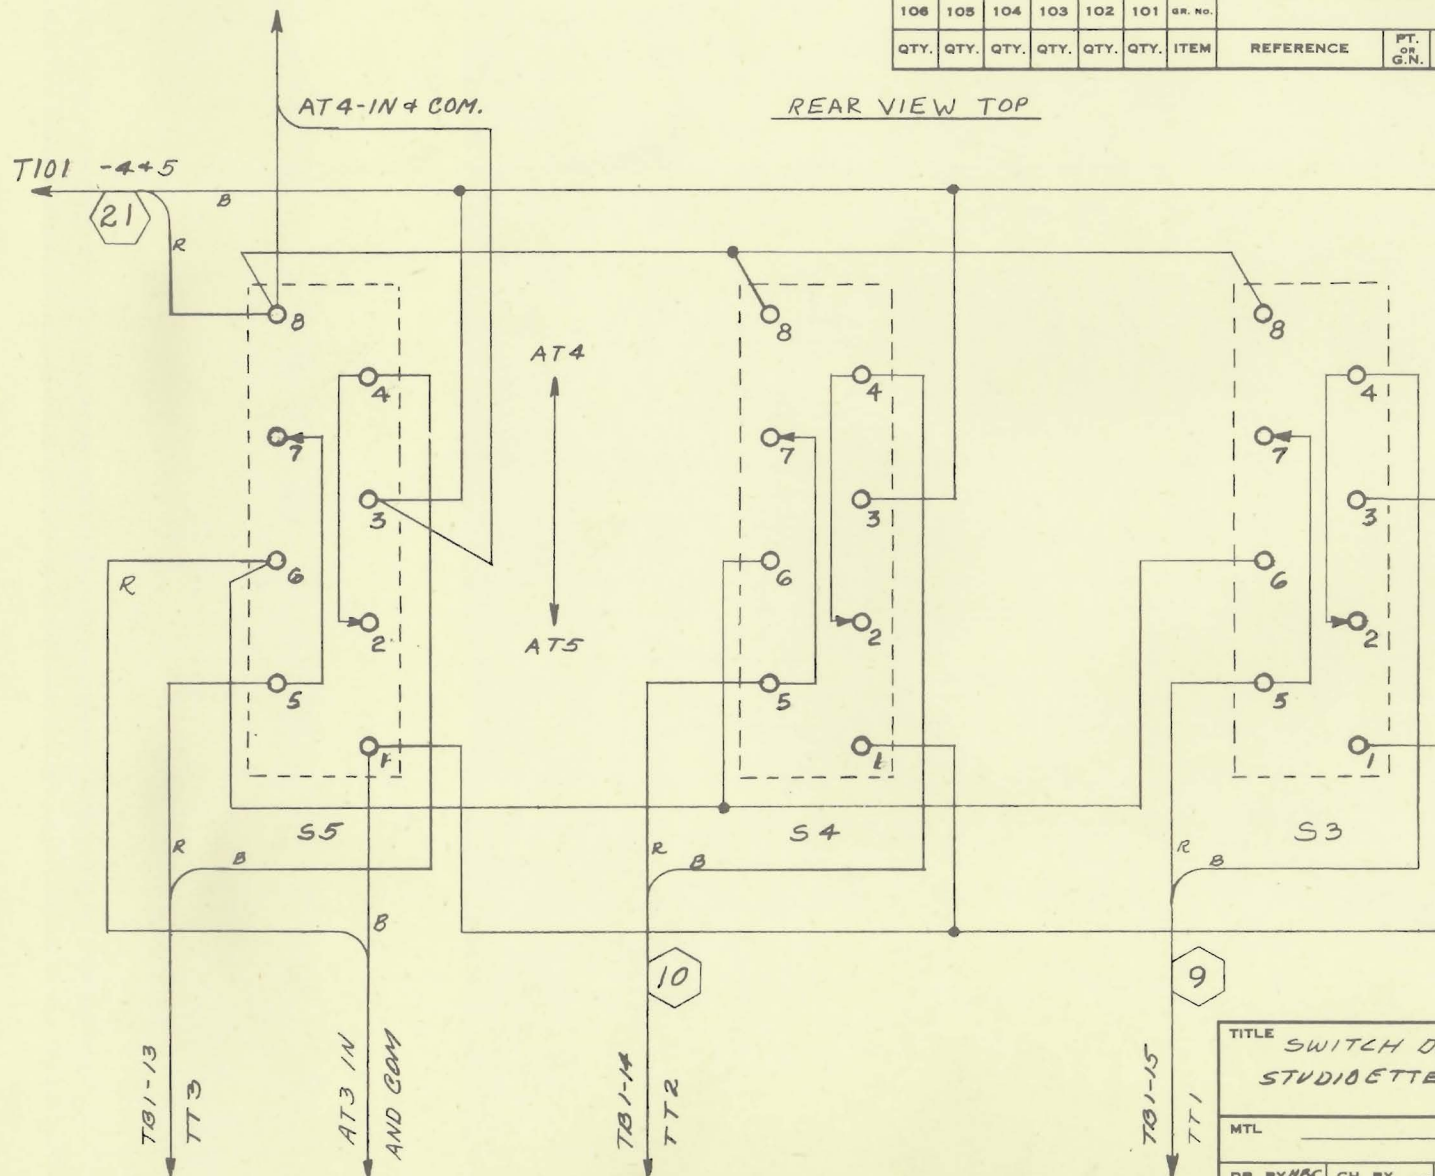 106 105 104 103 102 101 GR. NO.
QTY. QTY. QTY. QTY. QTY. QTY. ITEM REFERENCE PT. OR G.N.
AT4-IN & COM.
REAR VIEW TOP
T101 -4+5
21
B
R
8
8
8
AT4
4
4
4
7
7
7
3
3
3
6
6
6
R
2
2
2
AT5
5
5
5
1
1
1
S5
S4
S3
R
B
R
B
R
B
B
10
9
TB1-13
TT3
AT3 IN
AND COM
TB1-14
TT2
TB1-15
TT1
TITLE SWITCH
STUDIOETTE
MTL